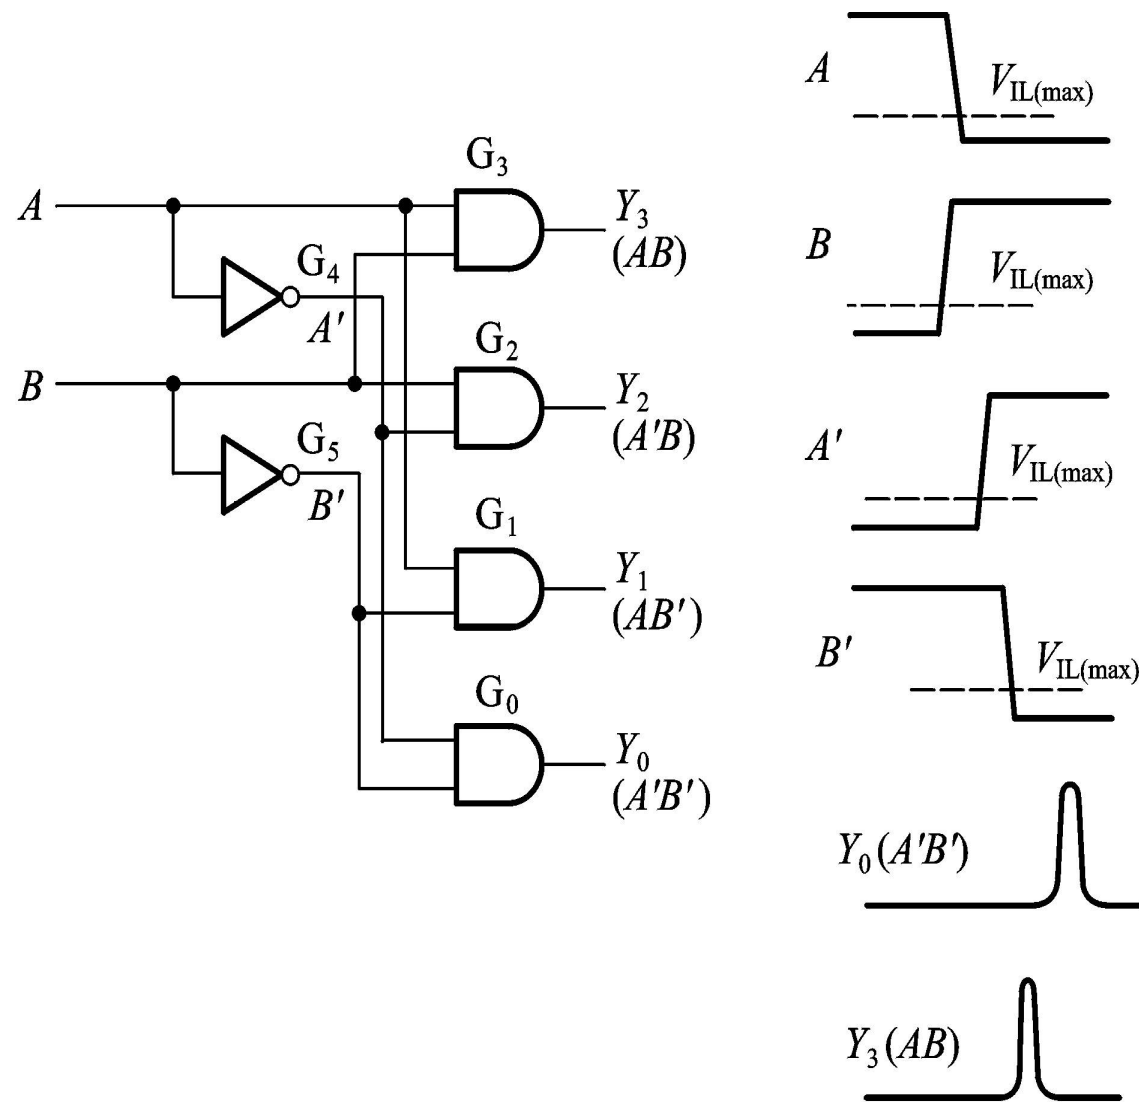 A
B
G₄
A′
G₅
B′
G₃
Y₃
(AB)
G₂
Y₂
(A′B)
G₁
Y₁
(AB′)
G₀
Y₀
(A′B′)
A
V_IL(max)
B
V_IL(max)
A′
V_IL(max)
B′
V_IL(max)
Y₀(A′B′)
Y₃(AB)